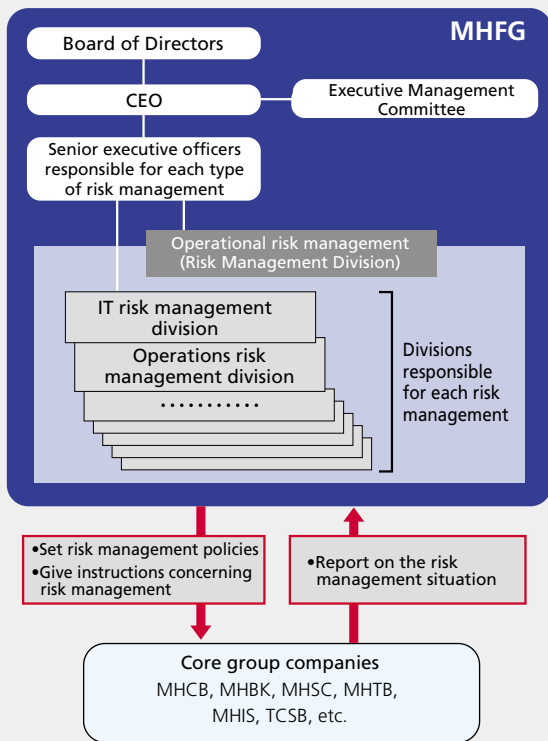 MHFG
Board of Directors
CEO
Executive Management
Committee
Senior executive officers
responsible for each type
of risk management
Operational risk management
(Risk Management Division)
IT risk management
division
Operations risk
management division
...........
Divisions
responsible
for each risk
management
•Set risk management policies
•Give instructions concerning
risk management
•Report on the risk
management situation
Core group companies
MHCB, MHBK, MHSC, MHTB,
MHIS, TCSB, etc.